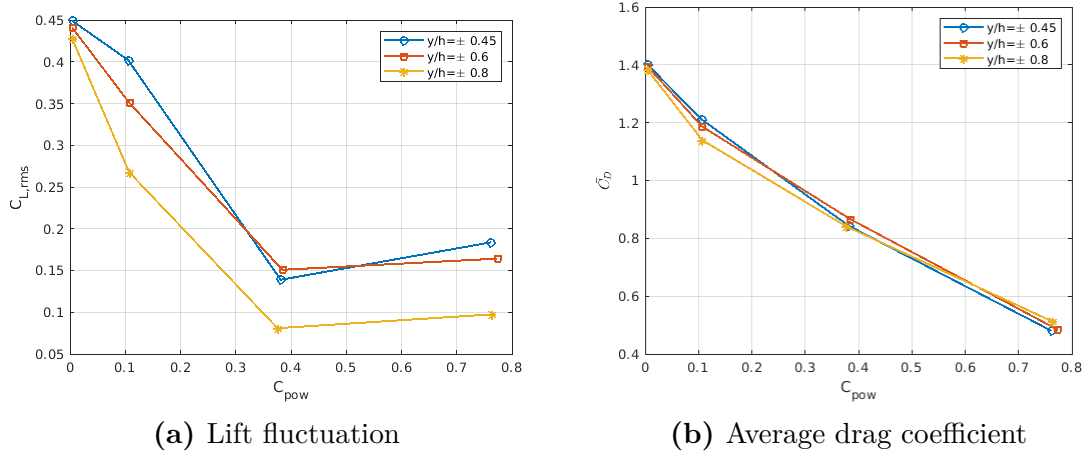 0.45
0.4
0.35
0.3
0.25
0.2
0.15
0.1
0.05
C_L,rms
0
0.1
0.2
0.3
0.4
0.5
0.6
0.7
0.8
C_pow
y/h=± 0.45
y/h=± 0.6
y/h=± 0.8
(a) Lift fluctuation
1.6
1.4
1.2
1
0.8
0.6
0.4
C̄_D
0
0.1
0.2
0.3
0.4
0.5
0.6
0.7
0.8
C_pow
y/h=± 0.45
y/h=± 0.6
y/h=± 0.8
(b) Average drag coefficient